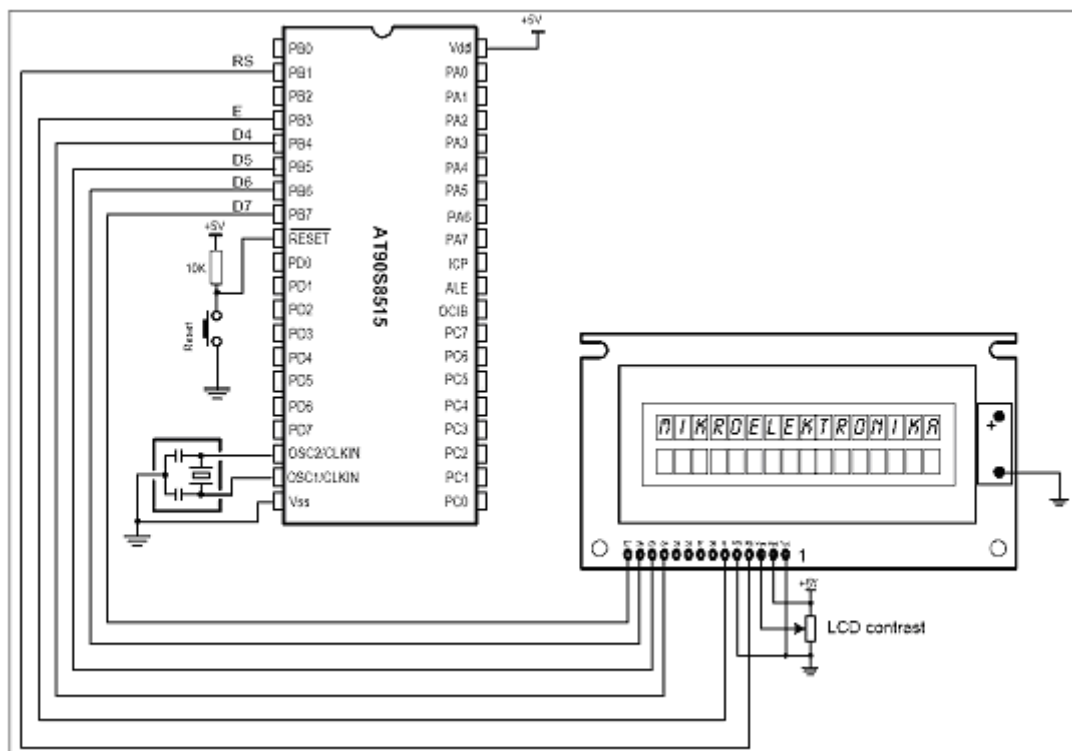 +5V
PB0 Vdd
RS PB1 PA0
PB2 PA1
E PB3 PA2
D4 PB4 PA3
D5 PB5 PA4
D6 PB6 PA5
D7 PB7 PA6
+5V
RESET PA7
10K PD0 ICP
PD1 ALE
PD2 OCIB
Reset PD3 PC7
PD4 PC6
PD5 PC5
PD6 PC4
PD7 PC3
OSC2/CLKIN PC2
OSC1/CLKIN PC1
Vss PC0
AT90S8515
MIKROELEKTRONIKA
+
1
+5V
LCD contrast